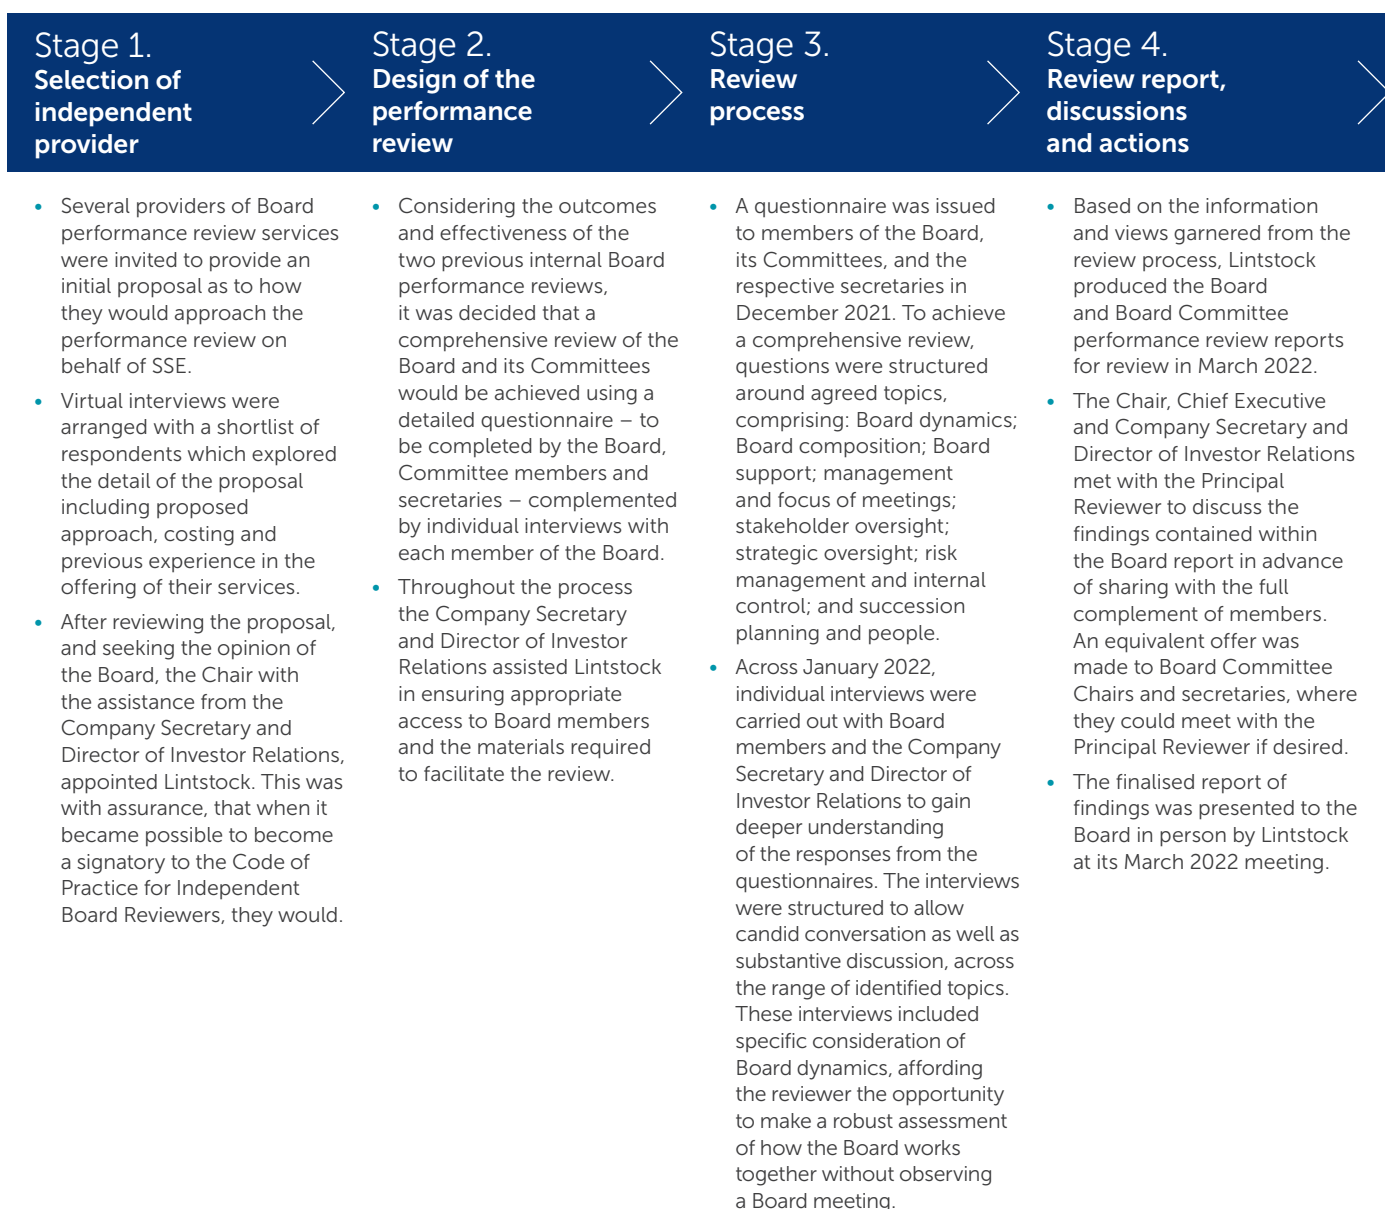 Stage 1.
Selection of
independent
provider
• Several providers of Board
performance review services
were invited to provide an
initial proposal as to how
they would approach the
performance review on
behalf of SSE.
• Virtual interviews were
arranged with a shortlist of
respondents which explored
the detail of the proposal
including proposed
approach, costing and
previous experience in the
offering of their services.
• After reviewing the proposal,
and seeking the opinion of
the Board, the Chair with
the assistance from the
Company Secretary and
Director of Investor Relations,
appointed Lintstock. This was
with assurance, that when it
became possible to become
a signatory to the Code of
Practice for Independent
Board Reviewers, they would.
Stage 2.
Design of the
performance
review
• Considering the outcomes
and effectiveness of the
two previous internal Board
performance reviews,
it was decided that a
comprehensive review of the
Board and its Committees
would be achieved using a
detailed questionnaire – to
be completed by the Board,
Committee members and
secretaries – complemented
by individual interviews with
each member of the Board.
• Throughout the process
the Company Secretary
and Director of Investor
Relations assisted Lintstock
in ensuring appropriate
access to Board members
and the materials required
to facilitate the review.
Stage 3.
Review
process
• A questionnaire was issued
to members of the Board,
its Committees, and the
respective secretaries in
December 2021. To achieve
a comprehensive review,
questions were structured
around agreed topics,
comprising: Board dynamics;
Board composition; Board
support; management
and focus of meetings;
stakeholder oversight;
strategic oversight; risk
management and internal
control; and succession
planning and people.
• Across January 2022,
individual interviews were
carried out with Board
members and the Company
Secretary and Director of
Investor Relations to gain
deeper understanding
of the responses from the
questionnaires. The interviews
were structured to allow
candid conversation as well as
substantive discussion, across
the range of identified topics.
These interviews included
specific consideration of
Board dynamics, affording
the reviewer the opportunity
to make a robust assessment
of how the Board works
together without observing
a Board meeting.
Stage 4.
Review report,
discussions
and actions
• Based on the information
and views garnered from the
review process, Lintstock
produced the Board
and Board Committee
performance review reports
for review in March 2022.
• The Chair, Chief Executive
and Company Secretary and
Director of Investor Relations
met with the Principal
Reviewer to discuss the
findings contained within
the Board report in advance
of sharing with the full
complement of members.
An equivalent offer was
made to Board Committee
Chairs and secretaries, where
they could meet with the
Principal Reviewer if desired.
• The finalised report of
findings was presented to the
Board in person by Lintstock
at its March 2022 meeting.